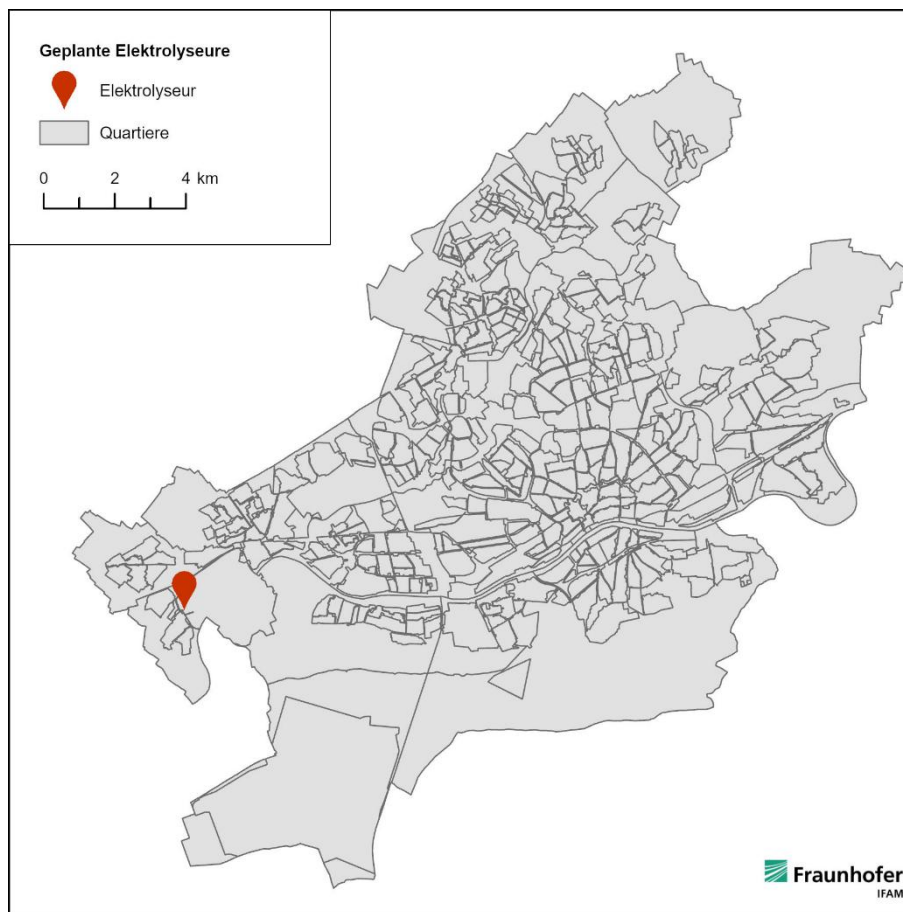 Geplante Elektrolyseure
Elektrolyseur
Quartiere
0 2 4 km
Fraunhofer
IFAM